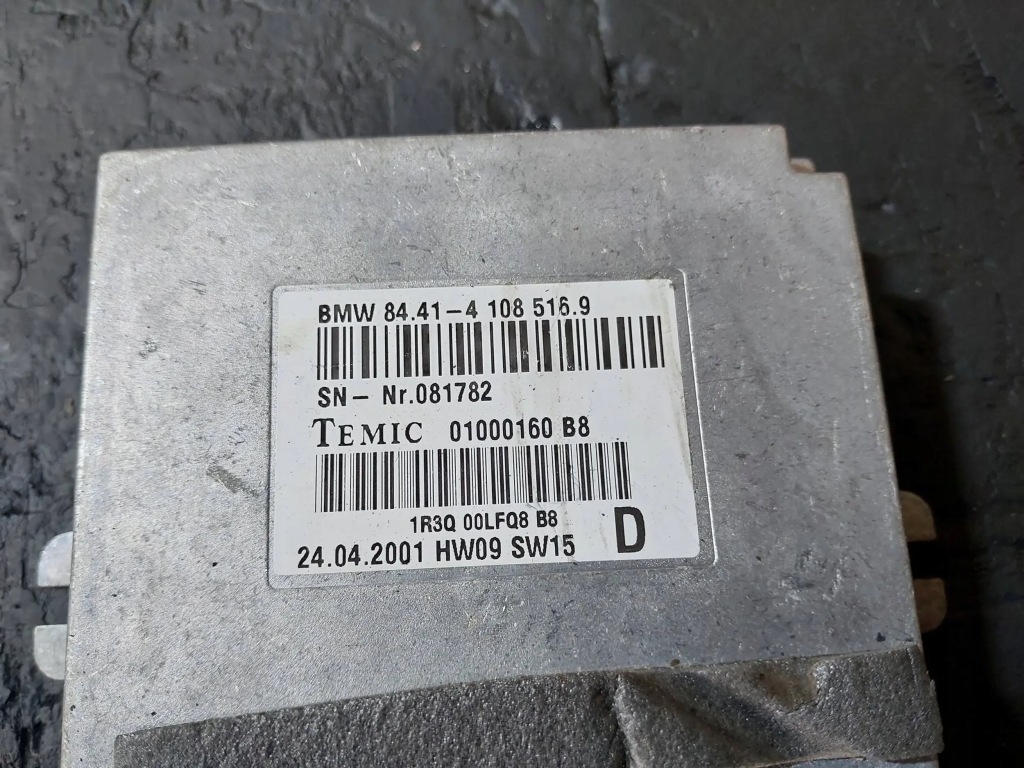 BMW 84.41-4 108 516.9
SN- Nr.081782
TEMIC 01000160 B8
1R3Q 00LFQ8 B8
24.04.2001 HW09 SW15 D